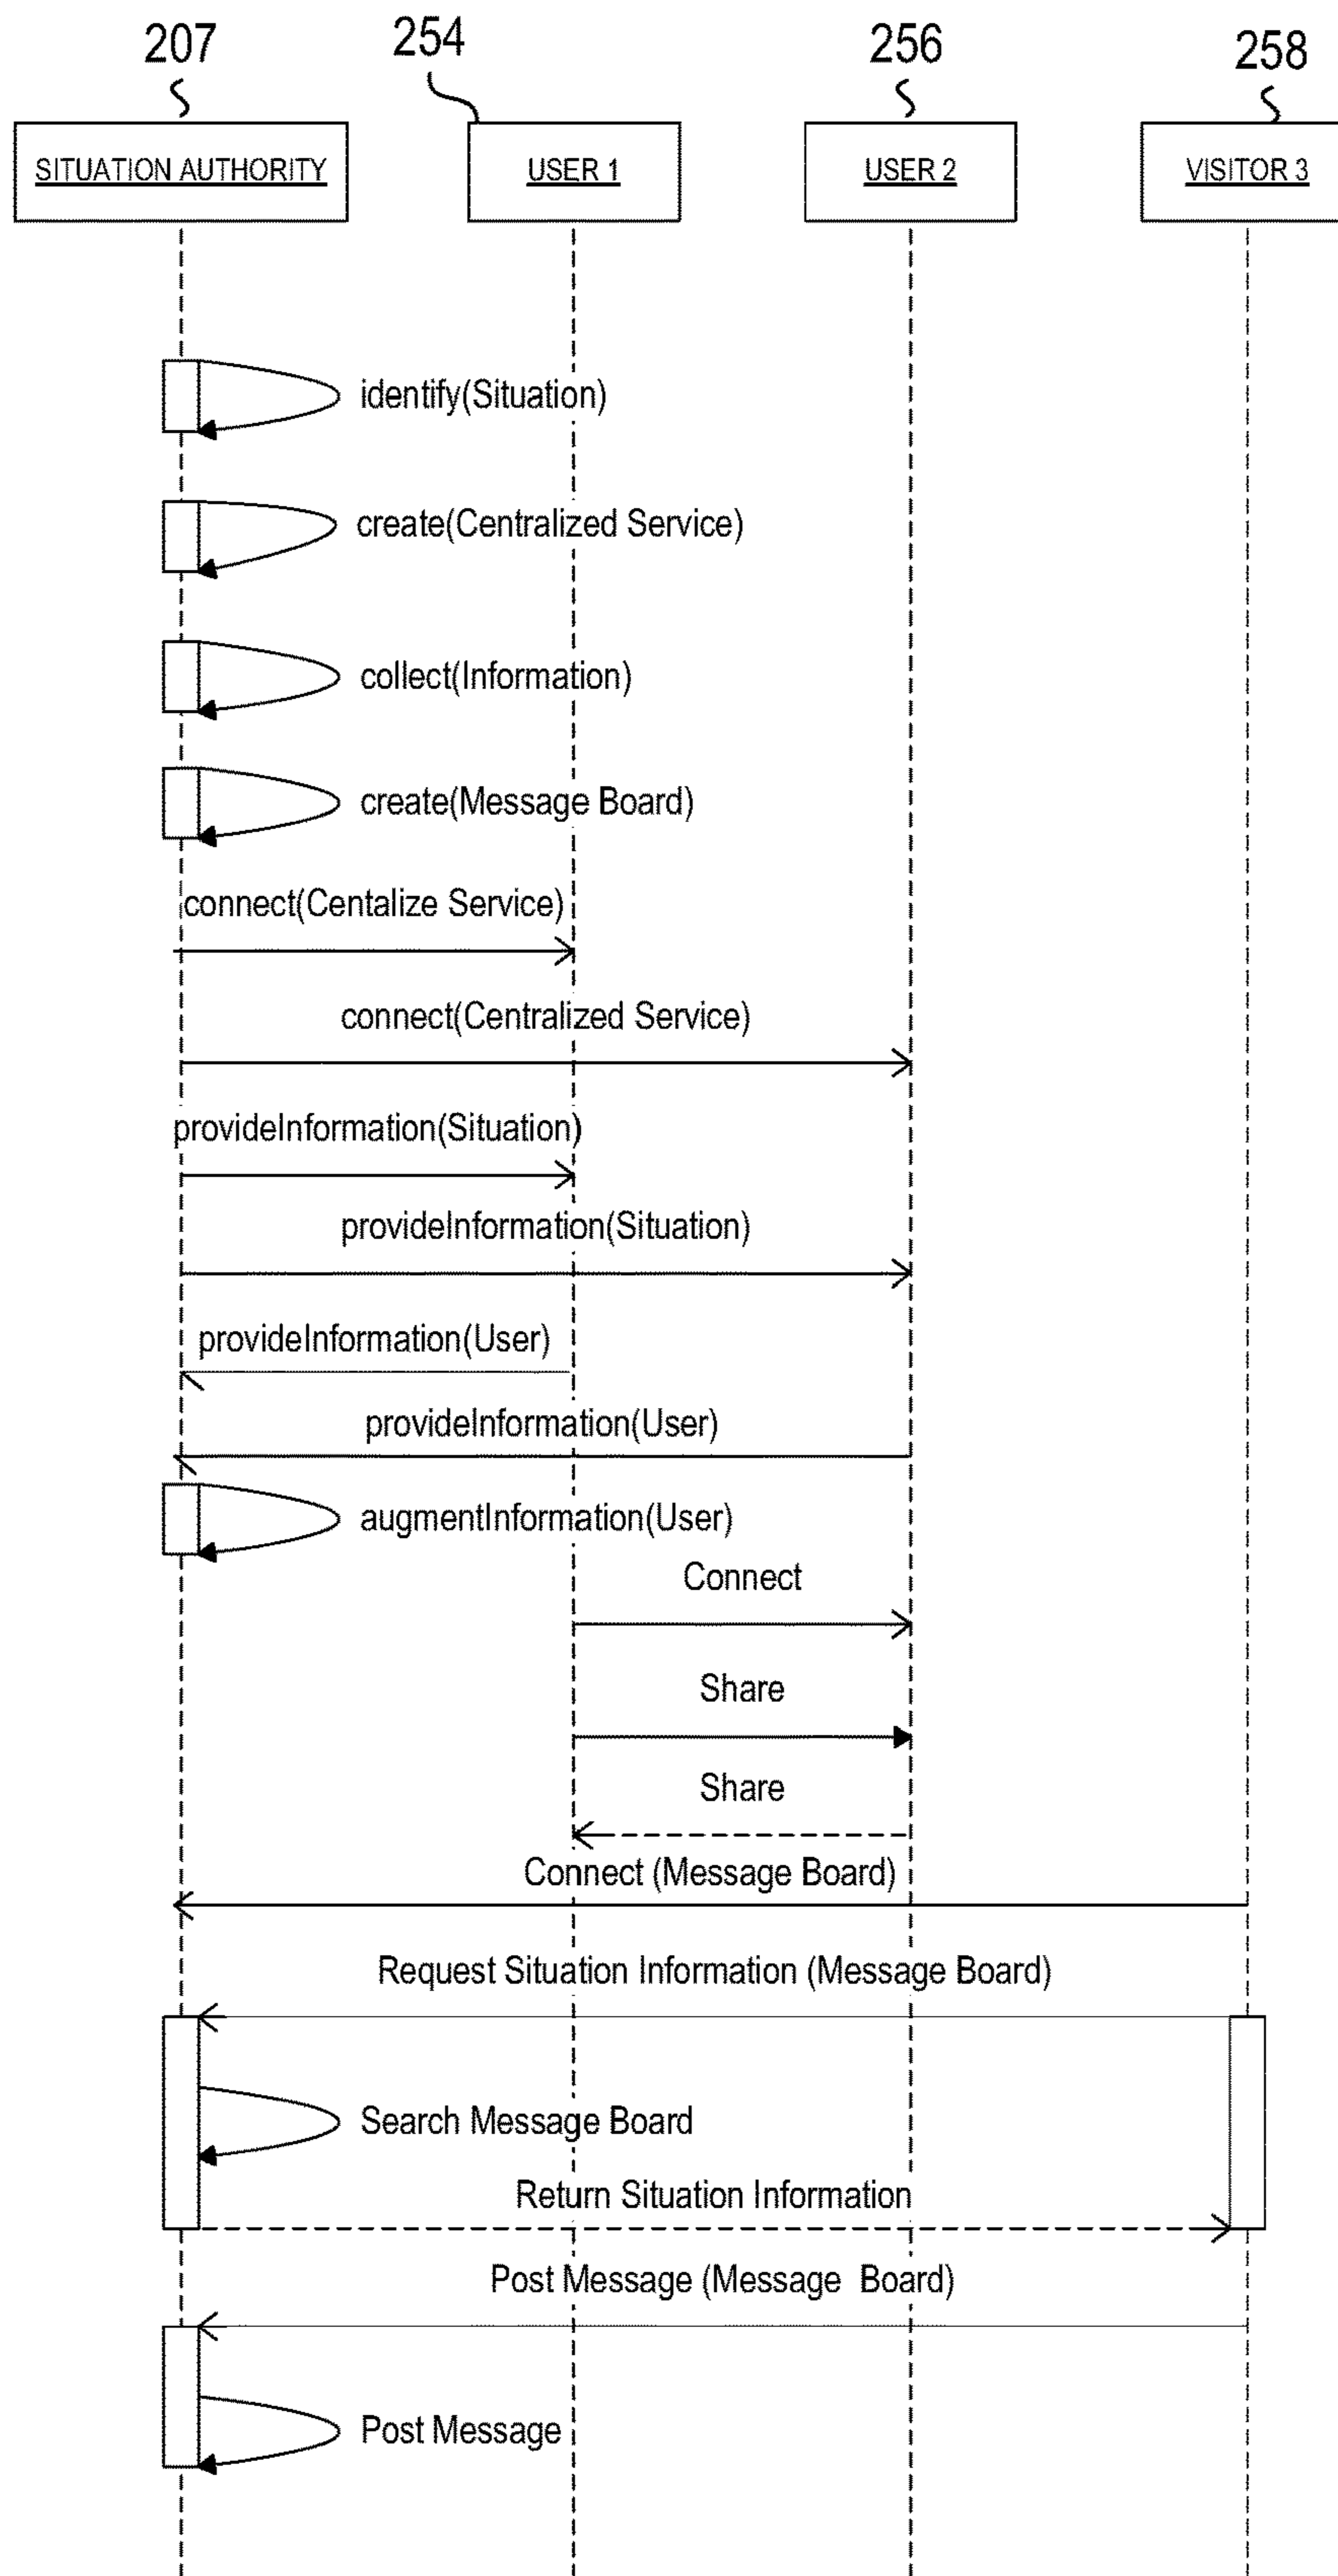 207
254
256
258
SITUATION AUTHORITY
USER 1
USER 2
VISITOR 3
identify(Situation)
create(Centralized Service)
collect(Information)
create(Message Board)
connect(Centalize Service)
connect(Centralized Service)
provideInformation(Situation)
provideInformation(Situation)
provideInformation(User)
provideInformation(User)
augmentInformation(User)
Connect
Share
Share
Connect (Message Board)
Request Situation Information (Message Board)
Search Message Board
Return Situation Information
Post Message (Message Board)
Post Message